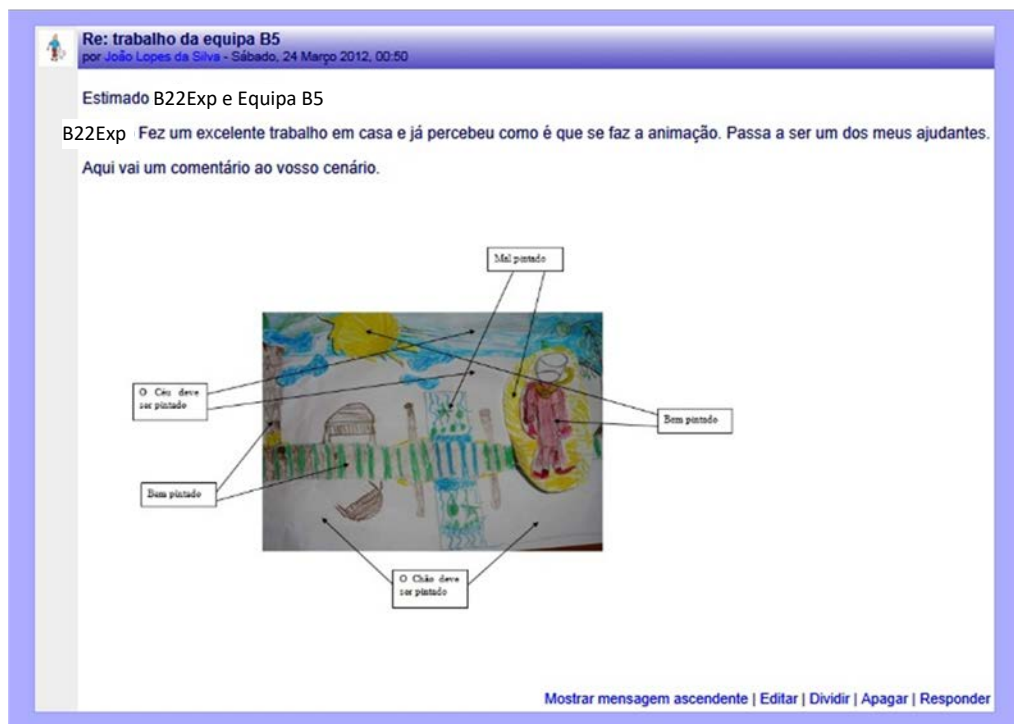 Re: trabalho da equipa B5
por João Lopes da Silva - Sábado, 24 Março 2012, 00:50
Estimado B22Exp e Equipa B5
B22Exp Fez um excelente trabalho em casa e já percebeu como é que se faz a animação. Passa a ser um dos meus ajudantes.
Aqui vai um comentário ao vosso cenário.
Mal pintado
O Céu deve
ser pintado
Bem pintado
Bem pintado
O Chão deve
ser pintado
Mostrar mensagem ascendente | Editar | Dividir | Apagar | Responder